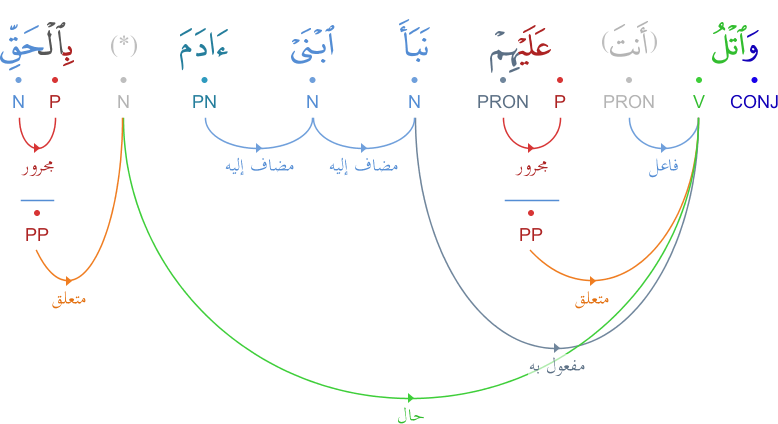 وَٱتْلُ (أَنتَ) عَلَيْهِمْ نَبَأَ ٱبْنَىْ ءَادَمَ (*) بِٱلْحَقِّ
CONJ V PRON P PRON N N PN N P N
فاعل مجرور مضاف إليه مضاف إليه مجرور
PP PP
متعلق متعلق
مفعول به
حال